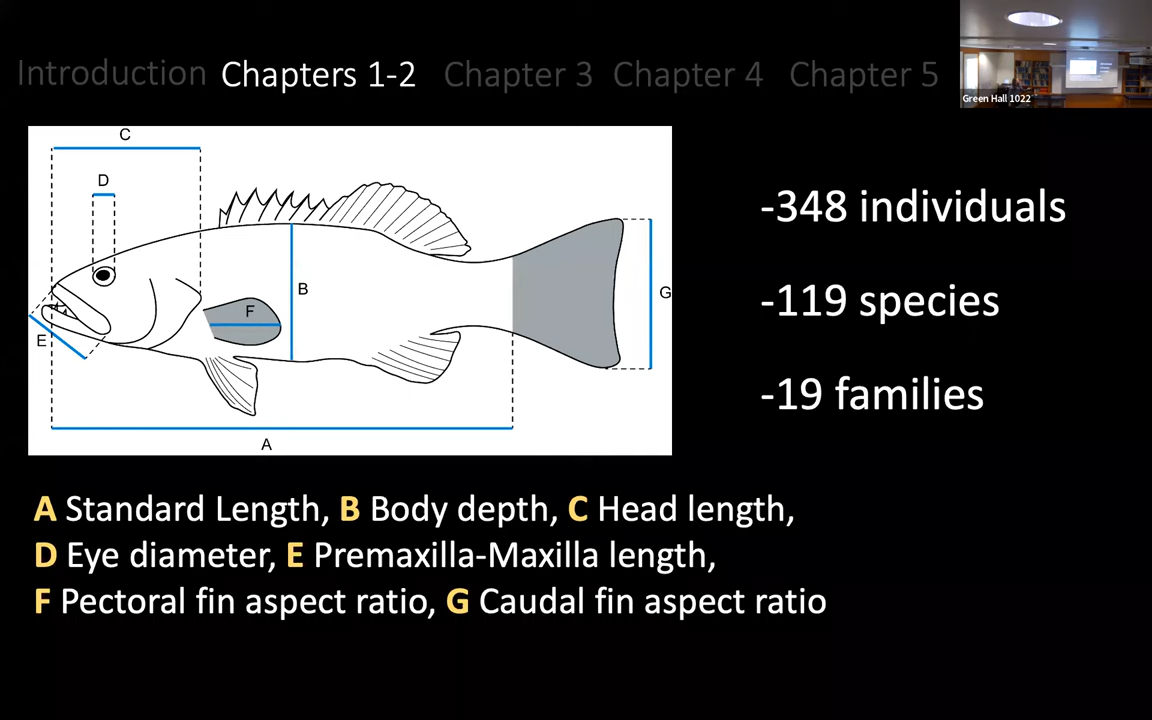 Introduction Chapters 1-2 Chapter 3 Chapter 4 Chapter 5
Green Hall 1022
C
D
B
F
G
E
A
-348 individuals
-119 species
-19 families
A Standard Length, B Body depth, C Head length,
D Eye diameter, E Premaxilla-Maxilla length,
F Pectoral fin aspect ratio, G Caudal fin aspect ratio